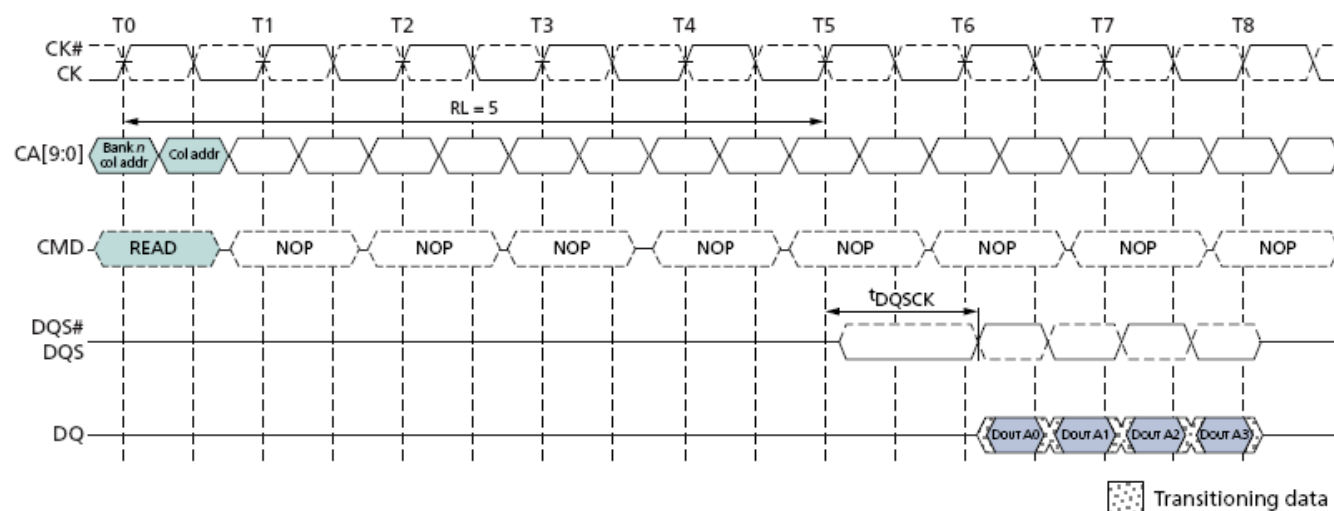 T0 T1 T2 T3 T4 T5 T6 T7 T8
CK#
CK
RL = 5
CA[9:0] Bank n col addr Col addr
CMD READ NOP NOP NOP NOP NOP NOP NOP NOP
tDQSCK
DQS#
DQS
DQ DOUT A0 DOUT A1 DOUT A2 DOUT A3
Transitioning data